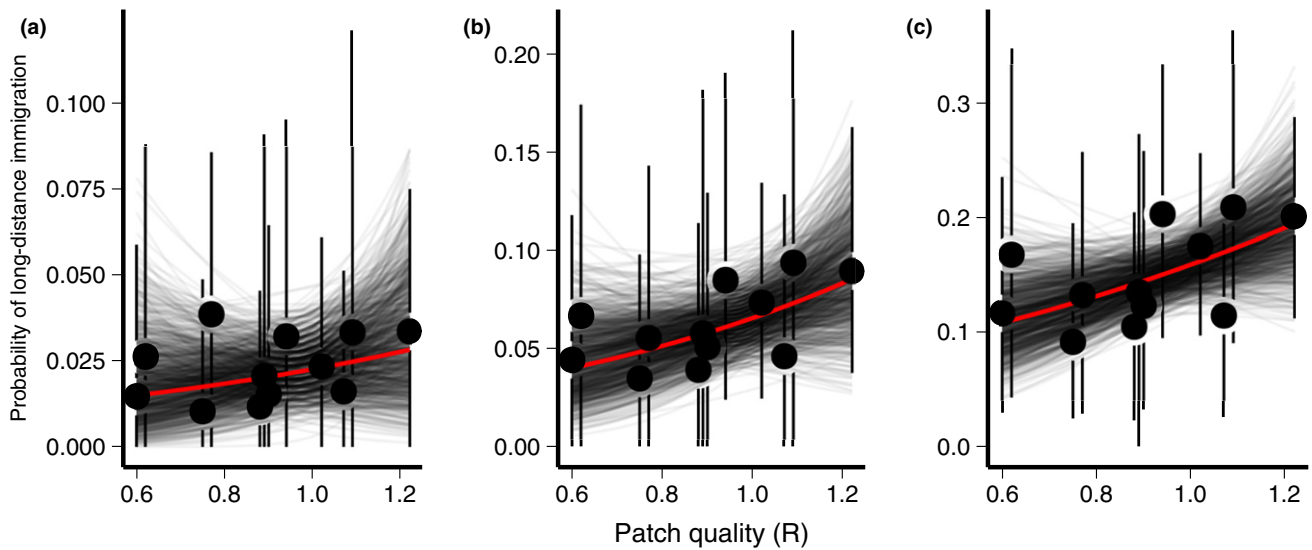 (a)
(b)
(c)
Probability of long-distance immigration
0.100
0.075
0.050
0.025
0.000
0.6 0.8 1.0 1.2
0.20
0.15
0.10
0.05
0.00
0.6 0.8 1.0 1.2
0.3
0.2
0.1
0.0
0.6 0.8 1.0 1.2
Patch quality (R)